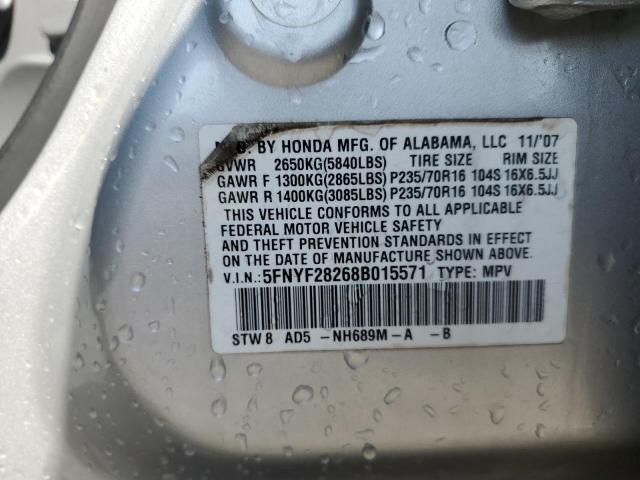 MFD. BY HONDA MFG. OF ALABAMA, LLC 11/'07
GVWR 2650KG(5840LBS) TIRE SIZE RIM SIZE
GAWR F 1300KG(2865LBS) P235/70R16 104S 16X6.5JJ
GAWR R 1400KG(3085LBS) P235/70R16 104S 16X6.5JJ
THIS VEHICLE CONFORMS TO ALL APPLICABLE
FEDERAL MOTOR VEHICLE SAFETY
AND THEFT PREVENTION STANDARDS IN EFFECT
ON THE DATE OF MANUFACTURE SHOWN ABOVE.
V.I.N.: 5FNYF28268B015571 TYPE: MPV
STW 8 AD5 -NH689M-A -B